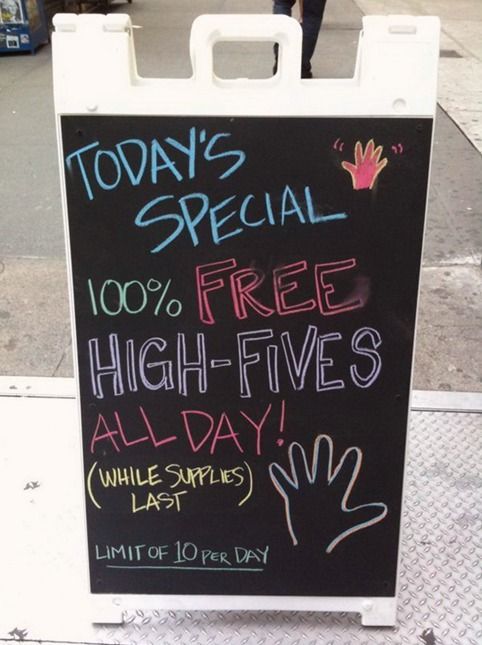 TODAY'S
SPECIAL
100% FREE
HIGH-FIVES
ALL DAY!
(WHILE SUPPLIES
LAST)
LIMIT OF 10 PER DAY